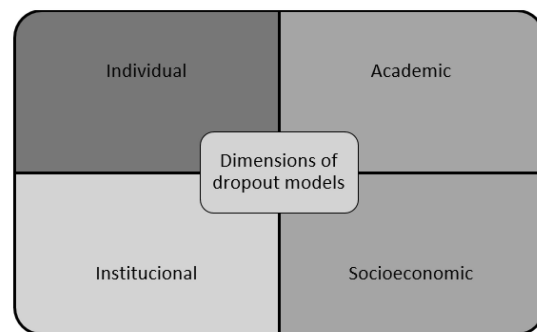 Individual
Academic
Dimensions of
dropout models
Institucional
Socioeconomic